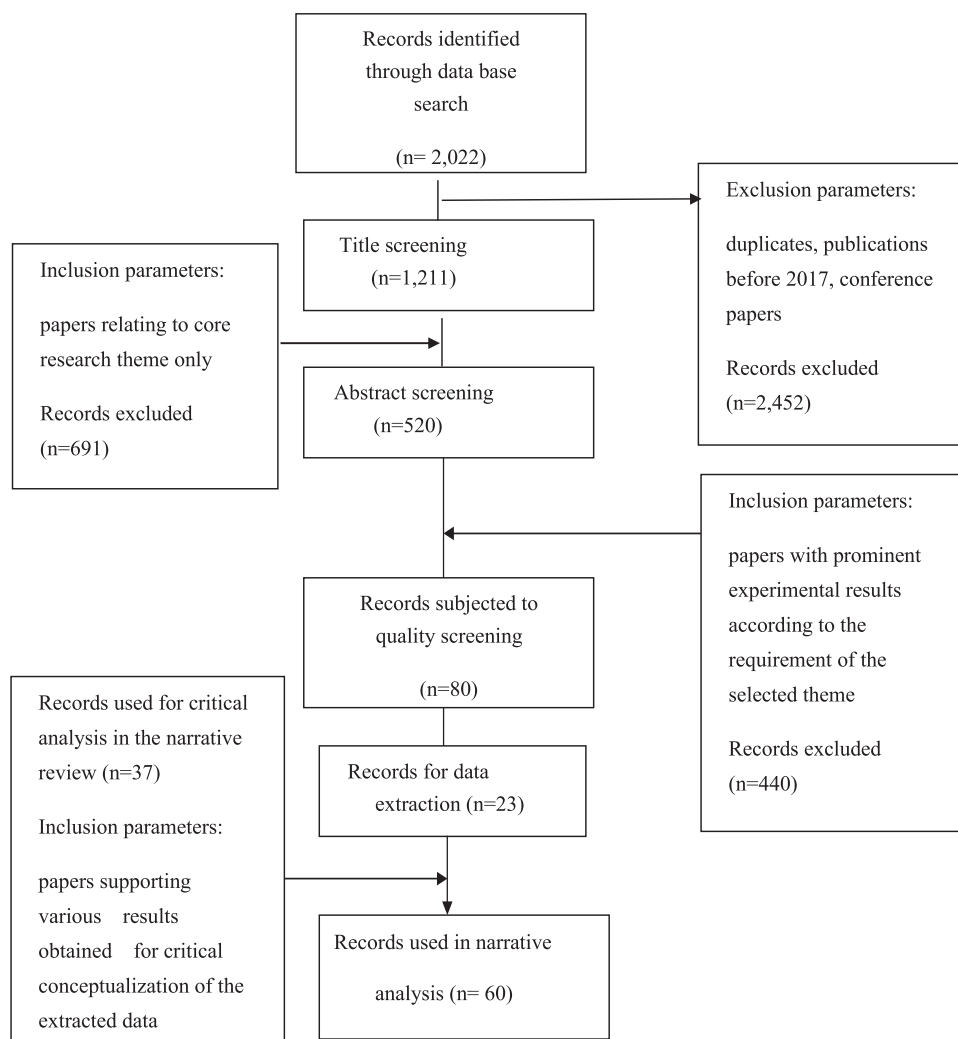 Records identified
through data base
search
(n= 2,022)
Exclusion parameters:
duplicates, publications
before 2017, conference
papers
Records excluded
(n=2,452)
Title screening
(n=1,211)
Inclusion parameters:
papers relating to core
research theme only
Records excluded
(n=691)
Abstract screening
(n=520)
Inclusion parameters:
papers with prominent
experimental results
according to the
requirement of the
selected theme
Records excluded
(n=440)
Records subjected to
quality screening
(n=80)
Records used for critical
analysis in the narrative
review (n=37)
Inclusion parameters:
papers supporting
various results
obtained for critical
conceptualization of the
extracted data
Records for data
extraction (n=23)
Records used in narrative
analysis (n= 60)